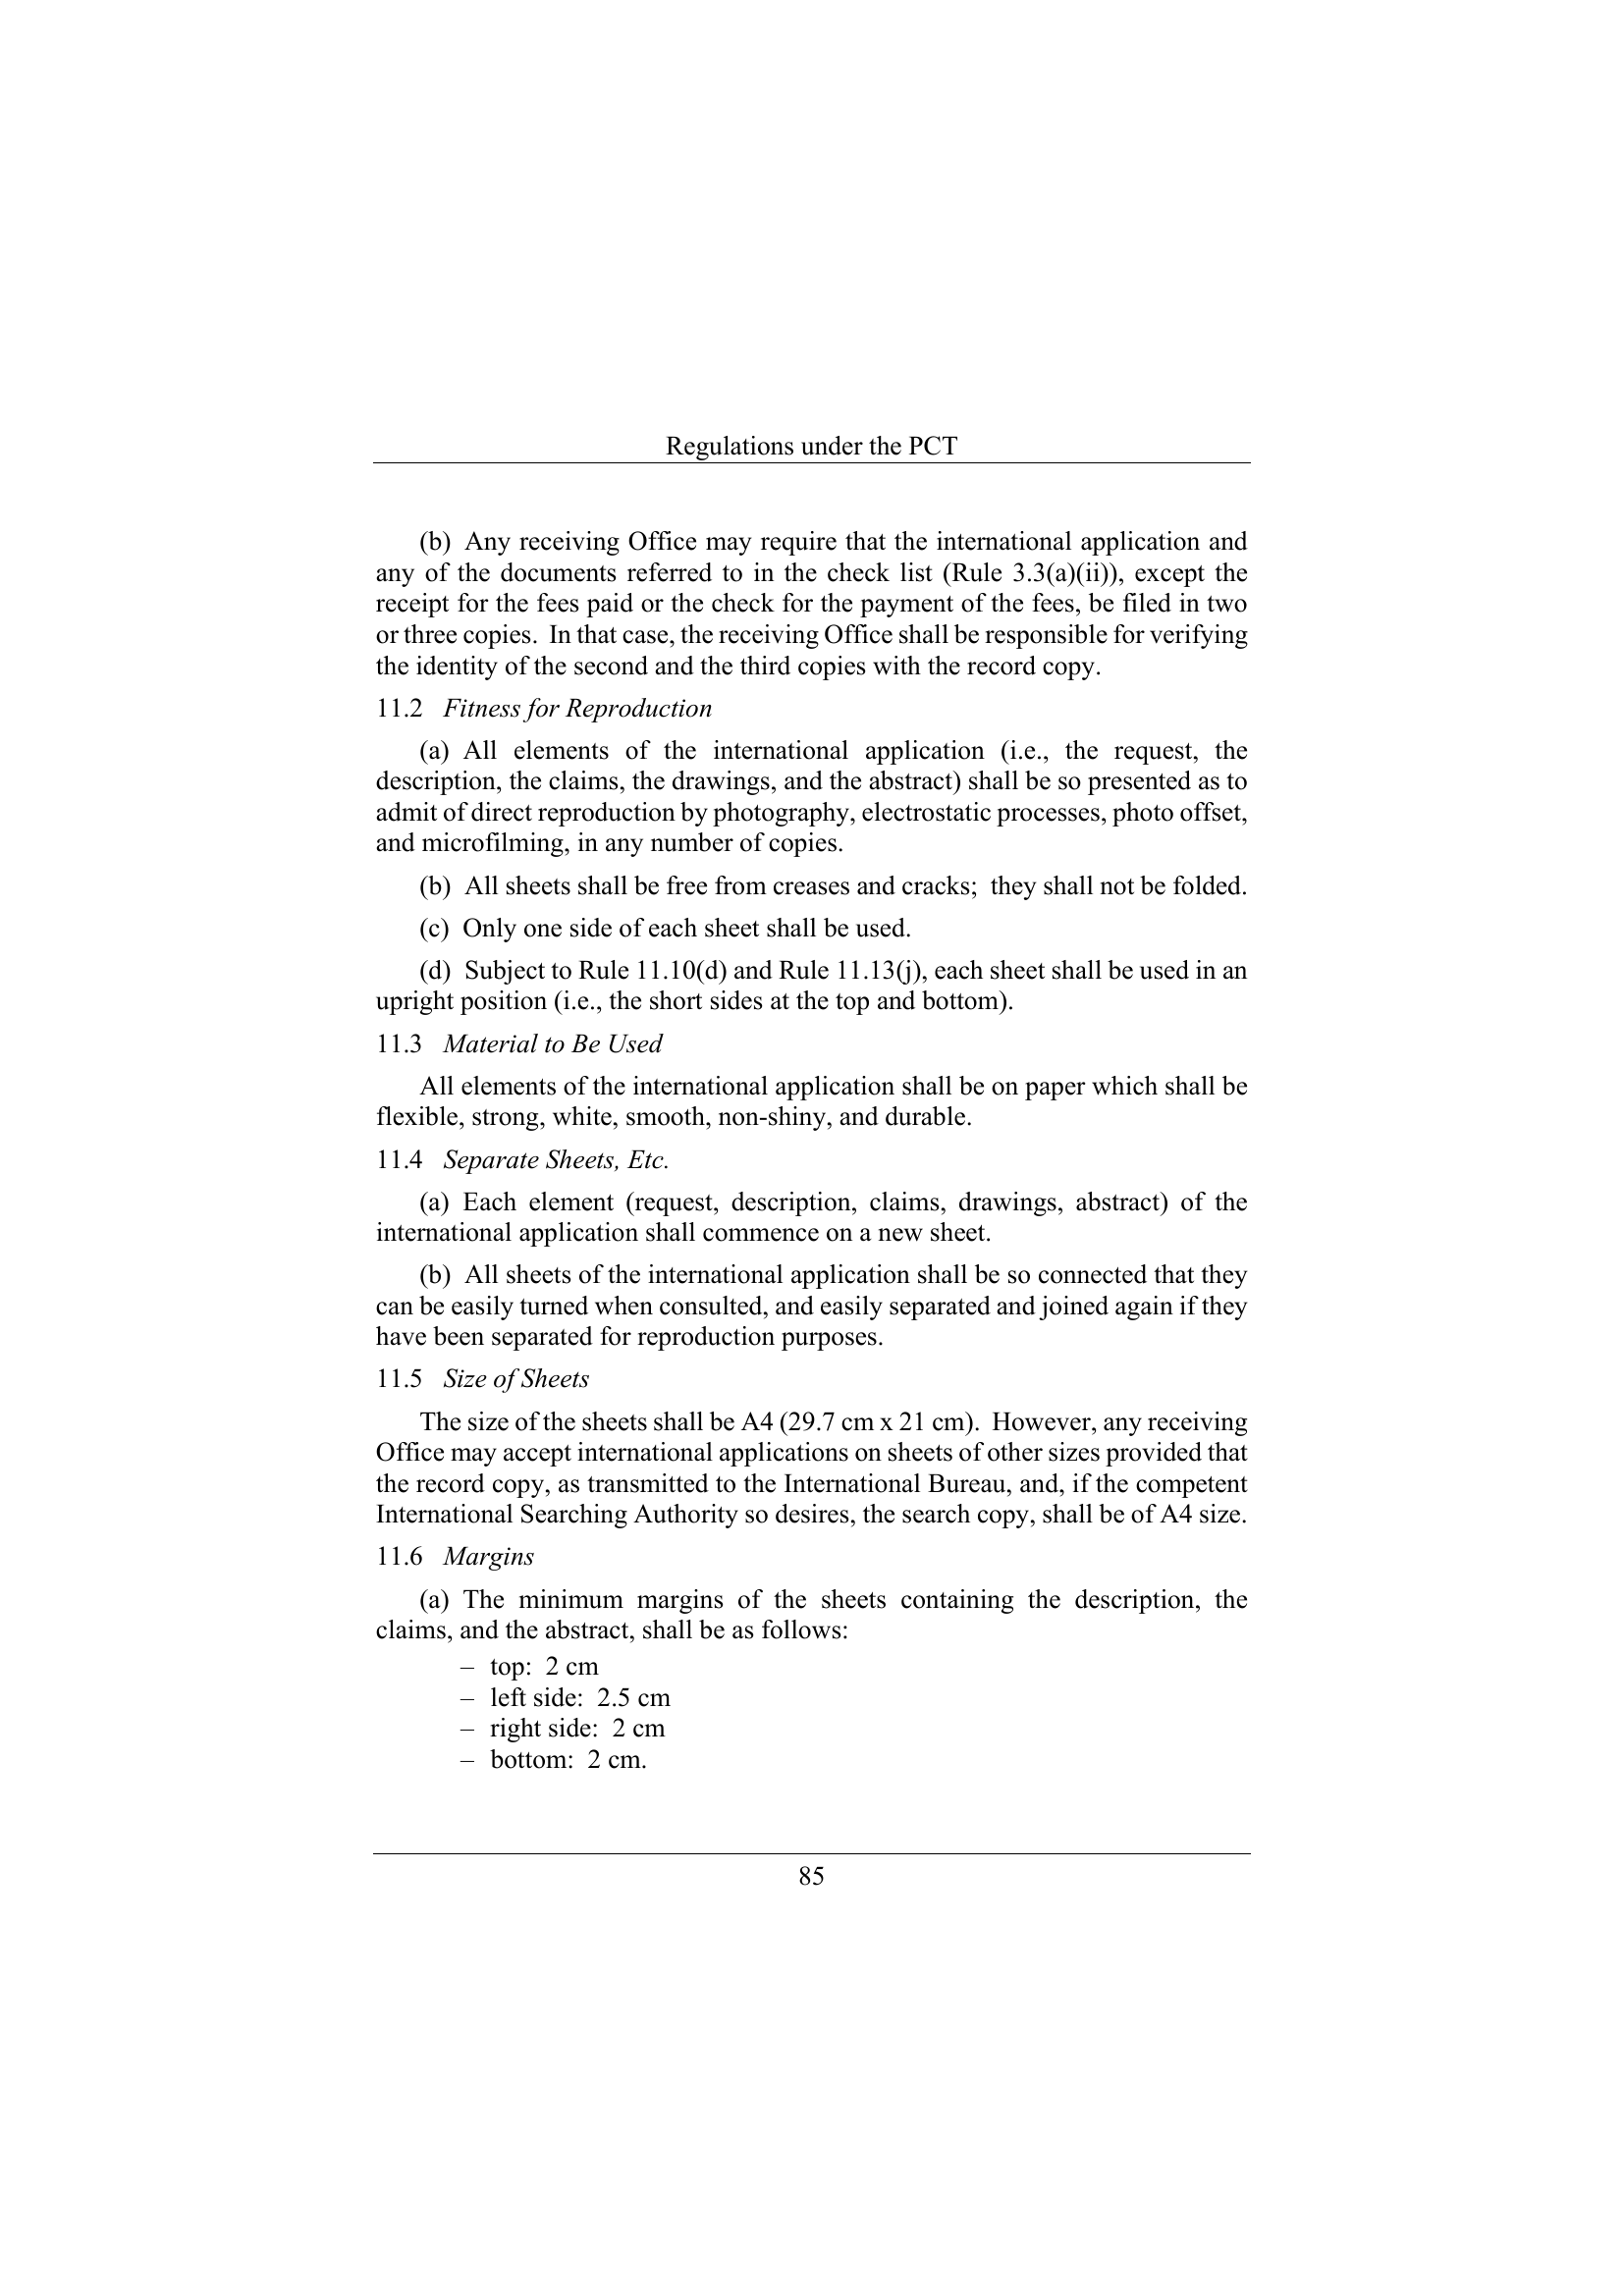 Regulations under the PCT
(b) Any receiving Office may require that the international application and
any of the documents referred to in the check list (Rule 3.3(a)(ii)), except the
receipt for the fees paid or the check for the payment of the fees, be filed in two
or three copies. In that case, the receiving Office shall be responsible for verifying
the identity of the second and the third copies with the record copy.
11.2 Fitness for Reproduction
(a) All elements of the international application (i.e., the request, the
description, the claims, the drawings, and the abstract) shall be so presented as to
admit of direct reproduction by photography, electrostatic processes, photo offset,
and microfilming, in any number of copies.
(b) All sheets shall be free from creases and cracks; they shall not be folded.
(c) Only one side of each sheet shall be used.
(d) Subject to Rule 11.10(d) and Rule 11.13(j), each sheet shall be used in an
upright position (i.e., the short sides at the top and bottom).
11.3 Material to Be Used
All elements of the international application shall be on paper which shall be
flexible, strong, white, smooth, non-shiny, and durable.
11.4 Separate Sheets, Etc.
(a) Each element (request, description, claims, drawings, abstract) of the
international application shall commence on a new sheet.
(b) All sheets of the international application shall be so connected that they
can be easily turned when consulted, and easily separated and joined again if they
have been separated for reproduction purposes.
11.5 Size of Sheets
The size of the sheets shall be A4 (29.7 cm x 21 cm). However, any receiving
Office may accept international applications on sheets of other sizes provided that
the record copy, as transmitted to the International Bureau, and, if the competent
International Searching Authority so desires, the search copy, shall be of A4 size.
11.6 Margins
(a) The minimum margins of the sheets containing the description, the
claims, and the abstract, shall be as follows:
– top: 2 cm
– left side: 2.5 cm
– right side: 2 cm
– bottom: 2 cm.
85